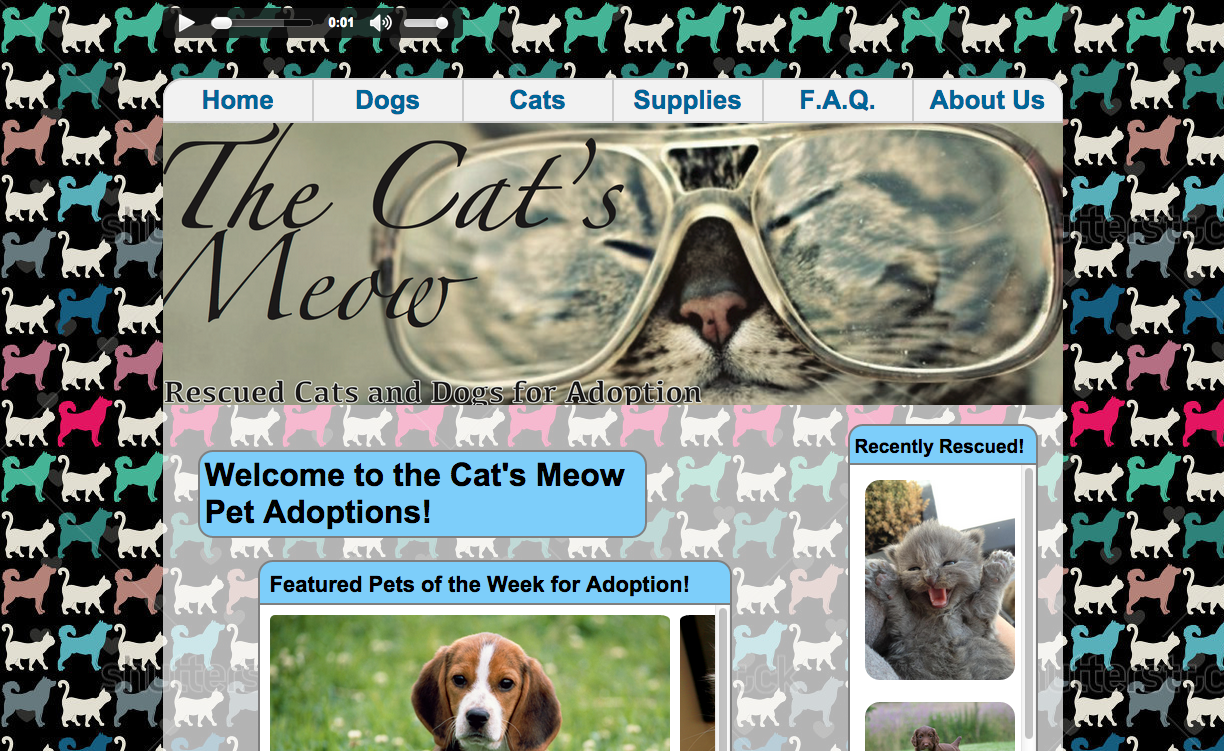 0:01
Home Dogs Cats Supplies F.A.Q. About Us
The Cat's
Meow
Rescued Cats and Dogs for Adoption
Recently Rescued!
Welcome to the Cat's Meow
Pet Adoptions!
Featured Pets of the Week for Adoption!